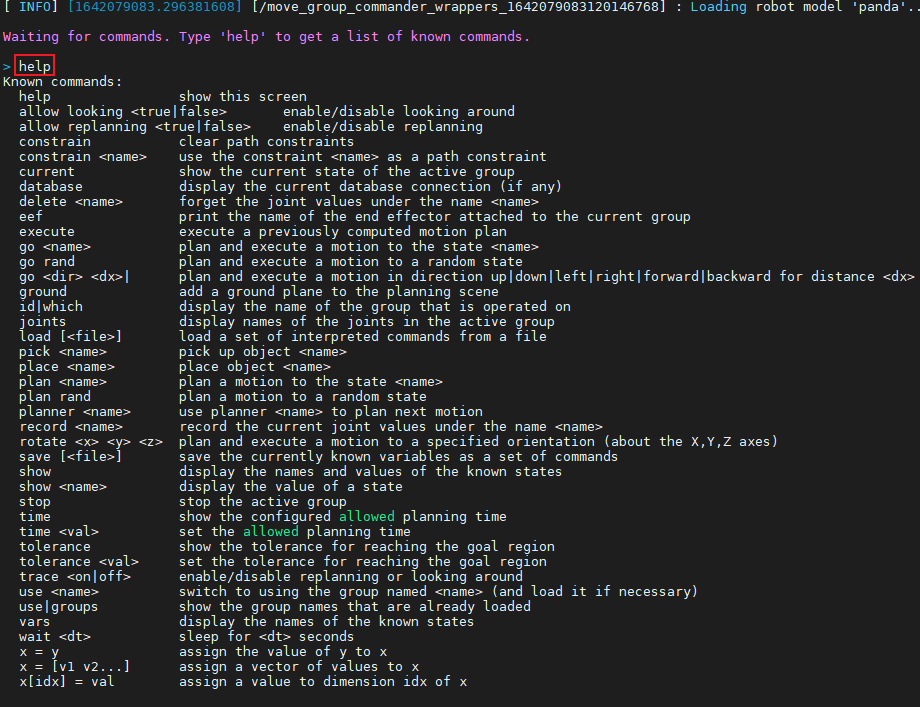 [ INFO] [1642079083.296381608] [/move_group_commander_wrappers_1642079083120146768] : Loading robot model 'panda'..
Waiting for commands. Type 'help' to get a list of known commands.
> help
Known commands:
help show this screen
allow looking <true|false> enable/disable looking around
allow replanning <true|false> enable/disable replanning
constrain clear path constraints
constrain <name> use the constraint <name> as a path constraint
current show the current state of the active group
database display the current database connection (if any)
delete <name> forget the joint values under the name <name>
eef print the name of the end effector attached to the current group
execute execute a previously computed motion plan
go <name> plan and execute a motion to the state <name>
go rand plan and execute a motion to a random state
go <dir> <dx>| plan and execute a motion in direction up|down|left|right|forward|backward for distance <dx>
ground add a ground plane to the planning scene
id|which display the name of the group that is operated on
joints display names of the joints in the active group
load [<file>] load a set of interpreted commands from a file
pick <name> pick up object <name>
place <name> place object <name>
plan <name> plan a motion to the state <name>
plan rand plan a motion to a random state
planner <name> use planner <name> to plan next motion
record <name> record the current joint values under the name <name>
rotate <x> <y> <z> plan and execute a motion to a specified orientation (about the X,Y,Z axes)
save [<file>] save the currently known variables as a set of commands
show display the names and values of the known states
show <name> display the value of a state
stop stop the active group
time show the configured allowed planning time
time <val> set the allowed planning time
tolerance show the tolerance for reaching the goal region
tolerance <val> set the tolerance for reaching the goal region
trace <on|off> enable/disable replanning or looking around
use <name> switch to using the group named <name> (and load it if necessary)
use|groups show the group names that are already loaded
vars display the names of the known states
wait <dt> sleep for <dt> seconds
x = y assign the value of y to x
x = [v1 v2...] assign a vector of values to x
x[idx] = val assign a value to dimension idx of x